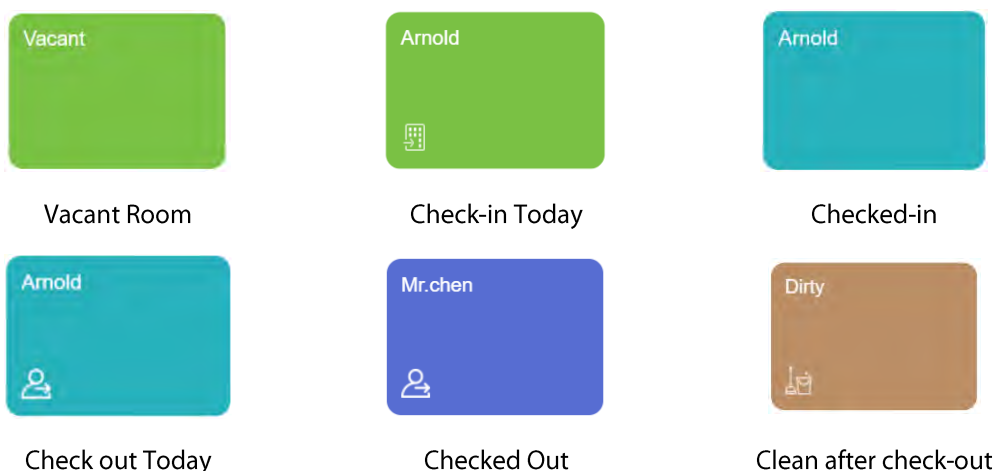 Vacant
Arnold
Arnold
Vacant Room
Check-in Today
Checked-in
Arnold
Mr.chen
Dirty
Check out Today
Checked Out
Clean after check-out